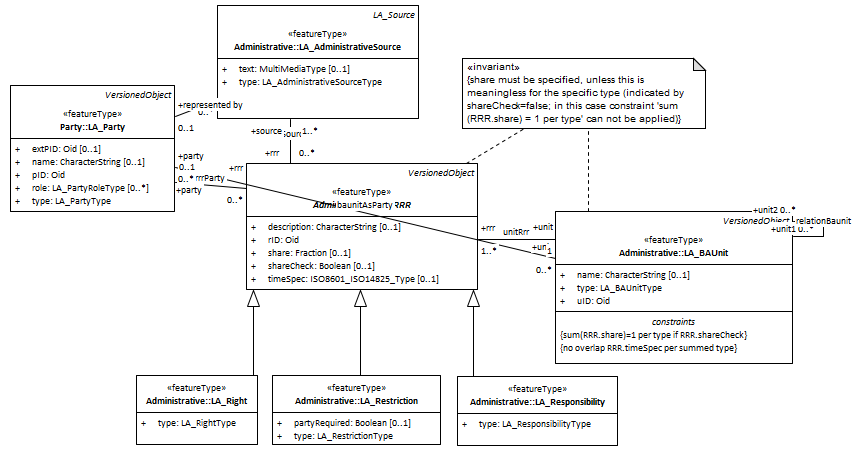 LA_Source
«featureType»
Administrative::LA_AdministrativeSource
+ text: MultiMediaType [0..1]
+ type: LA_AdministrativeSourceType
«invariant»
{share must be specified, unless this is
meaningless for the specific type (indicated by
shareCheck=false; in this case constraint 'sum
(RRR.share) = 1 per type' can not be applied)}
VersionedObject
«featureType»
Party::LA_Party
+ extPID: Oid [0..1]
+ name: CharacterString [0..1]
+ pID: Oid
+ role: LA_PartyRoleType [0..*]
+ type: LA_PartyType
+represented by
0..*
0..1
+source
1..*
+rrr
0..*
+party
0..1
+rrr
0..*
rrrParty
+party
0..*
VersionedObject
«featureType»
baunitAsParty
RRR
+ description: CharacterString [0..1]
+ rID: Oid
+ share: Fraction [0..1]
+ shareCheck: Boolean [0..1]
+ timeSpec: ISO8601_ISO14825_Type [0..1]
+rrr
unitRrr
+unit
1..*
1
0..*
+unit2 0..*
VersionedObject
relationBaunit
+unit1 0..*
«featureType»
Administrative::LA_BAUnit
+ name: CharacterString [0..1]
+ type: LA_BAUnitType
+ uID: Oid
constraints
{sum(RRR.share)=1 per type if RRR.shareCheck}
{no overlap RRR.timeSpec per summed type}
«featureType»
Administrative::LA_Right
+ type: LA_RightType
«featureType»
Administrative::LA_Restriction
+ partyRequired: Boolean [0..1]
+ type: LA_RestrictionType
«featureType»
Administrative::LA_Responsibility
+ type: LA_ResponsibilityType